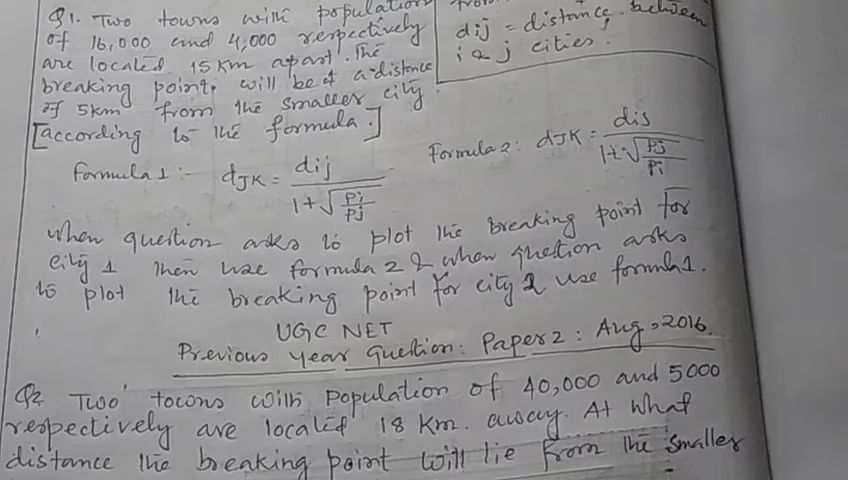 Q1. Two towns with population
of 16,000 and 4,000 respectively
are located 15 Km apart. The
breaking point, will be at a distance
of 5km from the smaller city.
[according to the formula.]
dij = distance between
i & j cities.
Formula 1 :- dJK = dij / 1 + √Pi/Pj
Formula 2: dJK = dis / 1 + √Pj/Pi
When question asks to plot the breaking point for
city 1 then use formula 2 & when question asks
to plot the breaking point for city 2 use formula 1.
UGC NET
Previous year question: Paper 2 : Aug, 2016.
Q2 Two towns with population of 40,000 and 5000
respectively are located 18 Km. away. At what
distance the breaking point will lie from the smaller